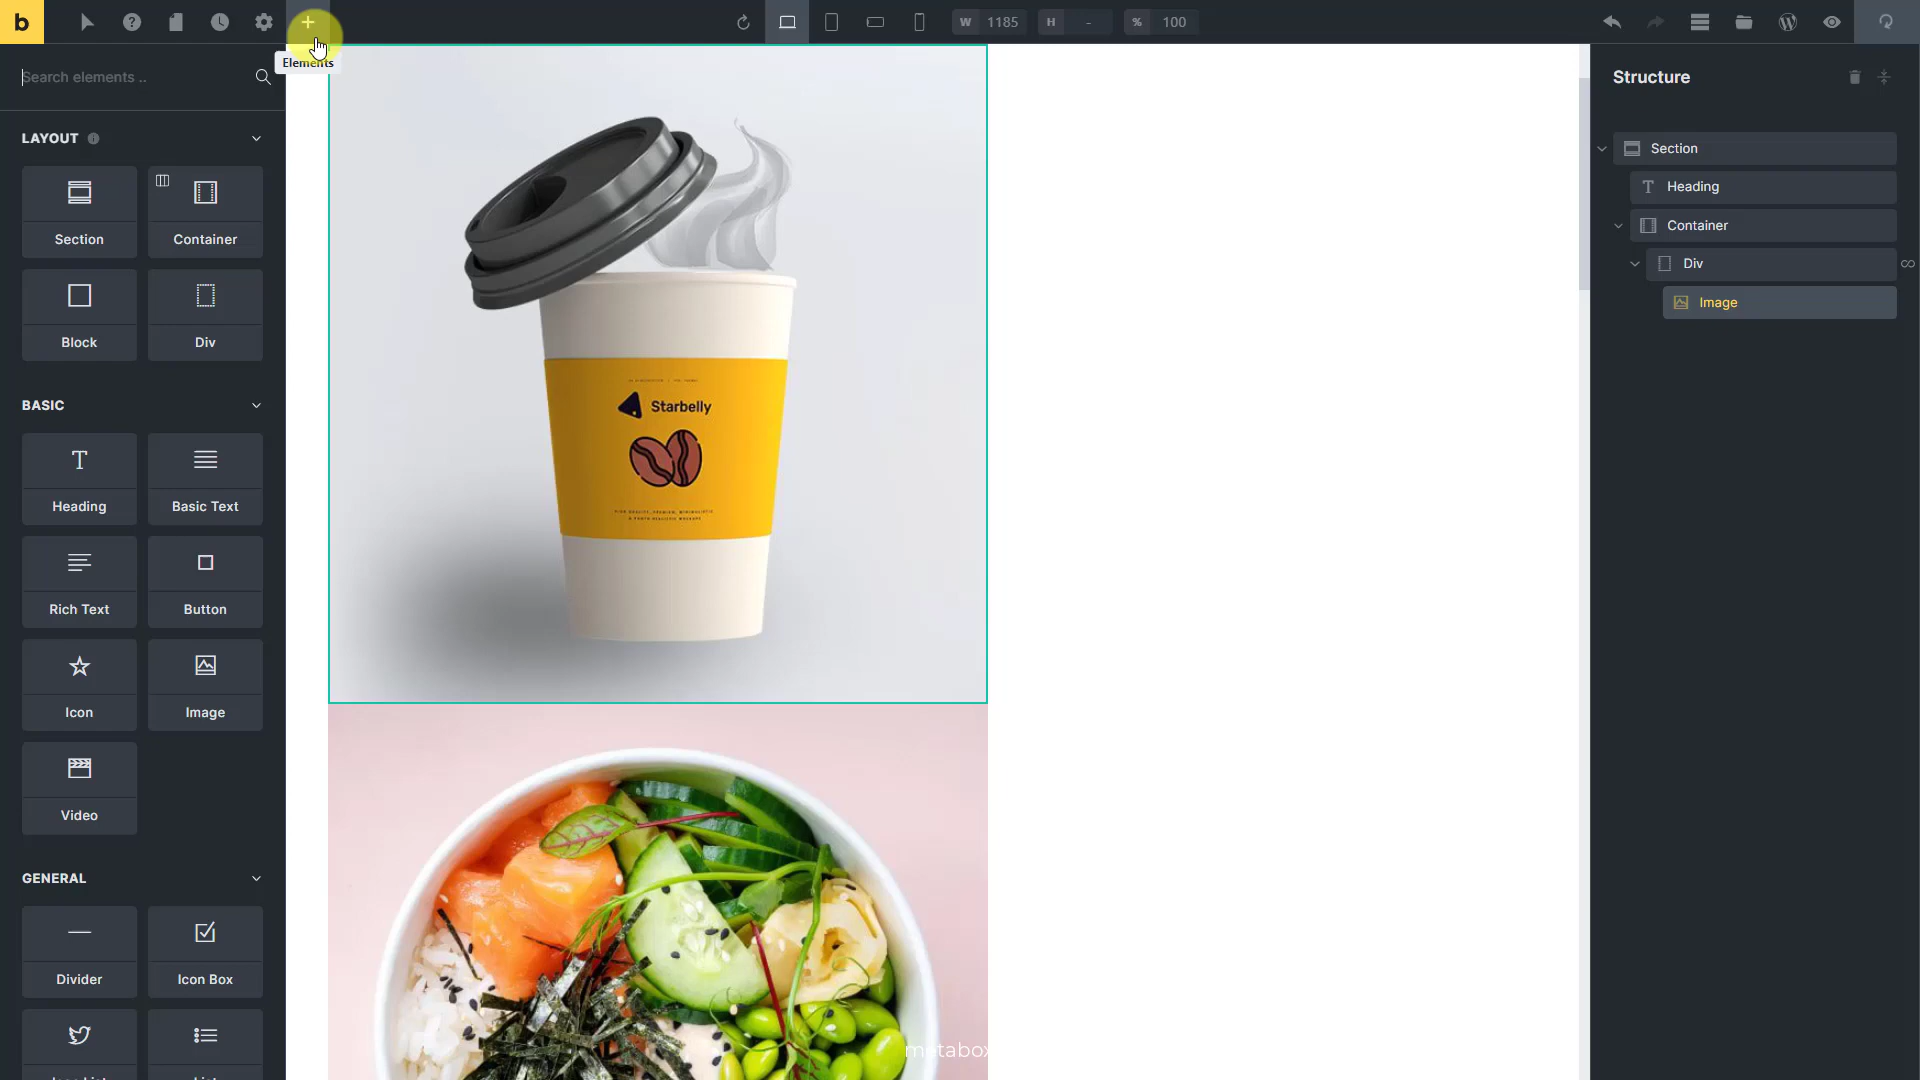 b
W 1185 H - % 100
Elements
Search elements ..
Structure
LAYOUT
Section
Container
Block
Div
BASIC
Heading
Basic Text
Rich Text
Button
Icon
Image
Video
GENERAL
Divider
Icon Box
Starbelly
metabox
Section
Heading
Container
Div
Image